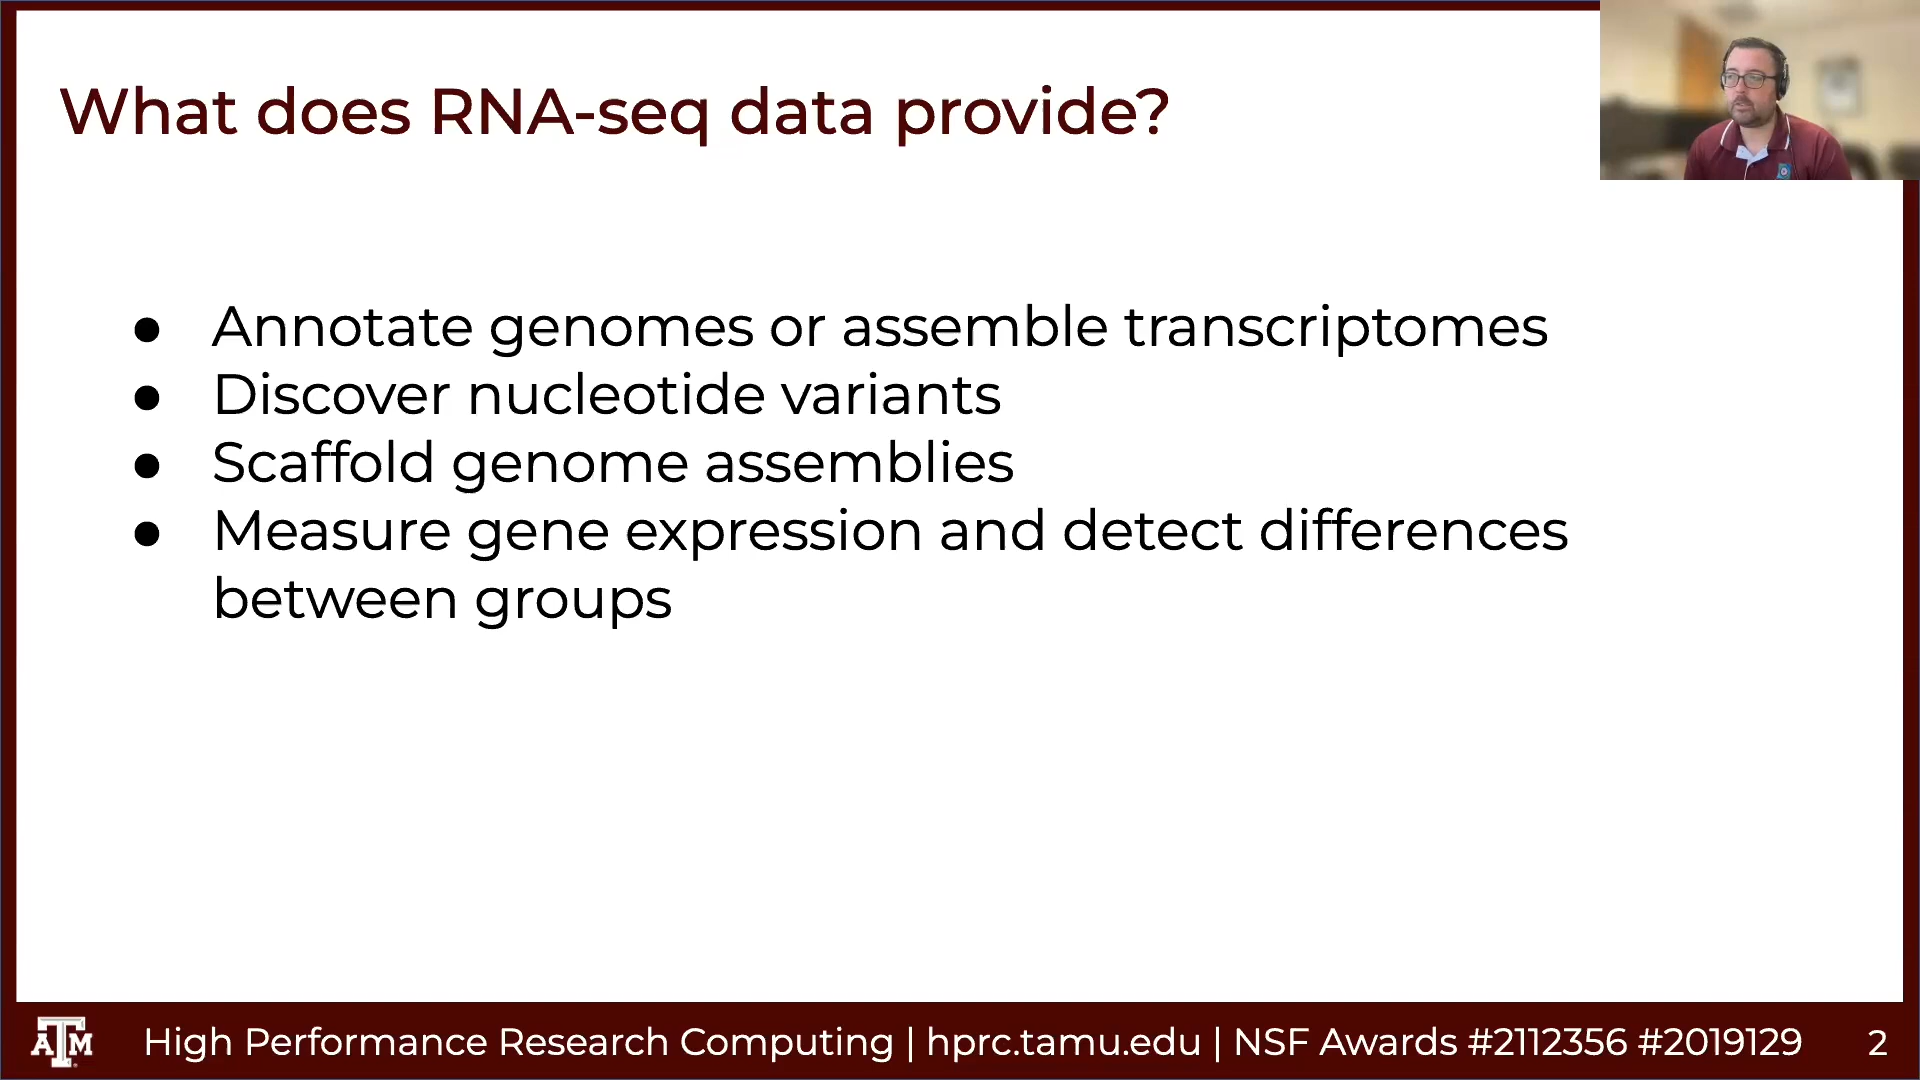 What does RNA-seq data provide?
● Annotate genomes or assemble transcriptomes
● Discover nucleotide variants
● Scaffold genome assemblies
● Measure gene expression and detect differences
between groups
ATM High Performance Research Computing | hprc.tamu.edu | NSF Awards #2112356 #2019129 2